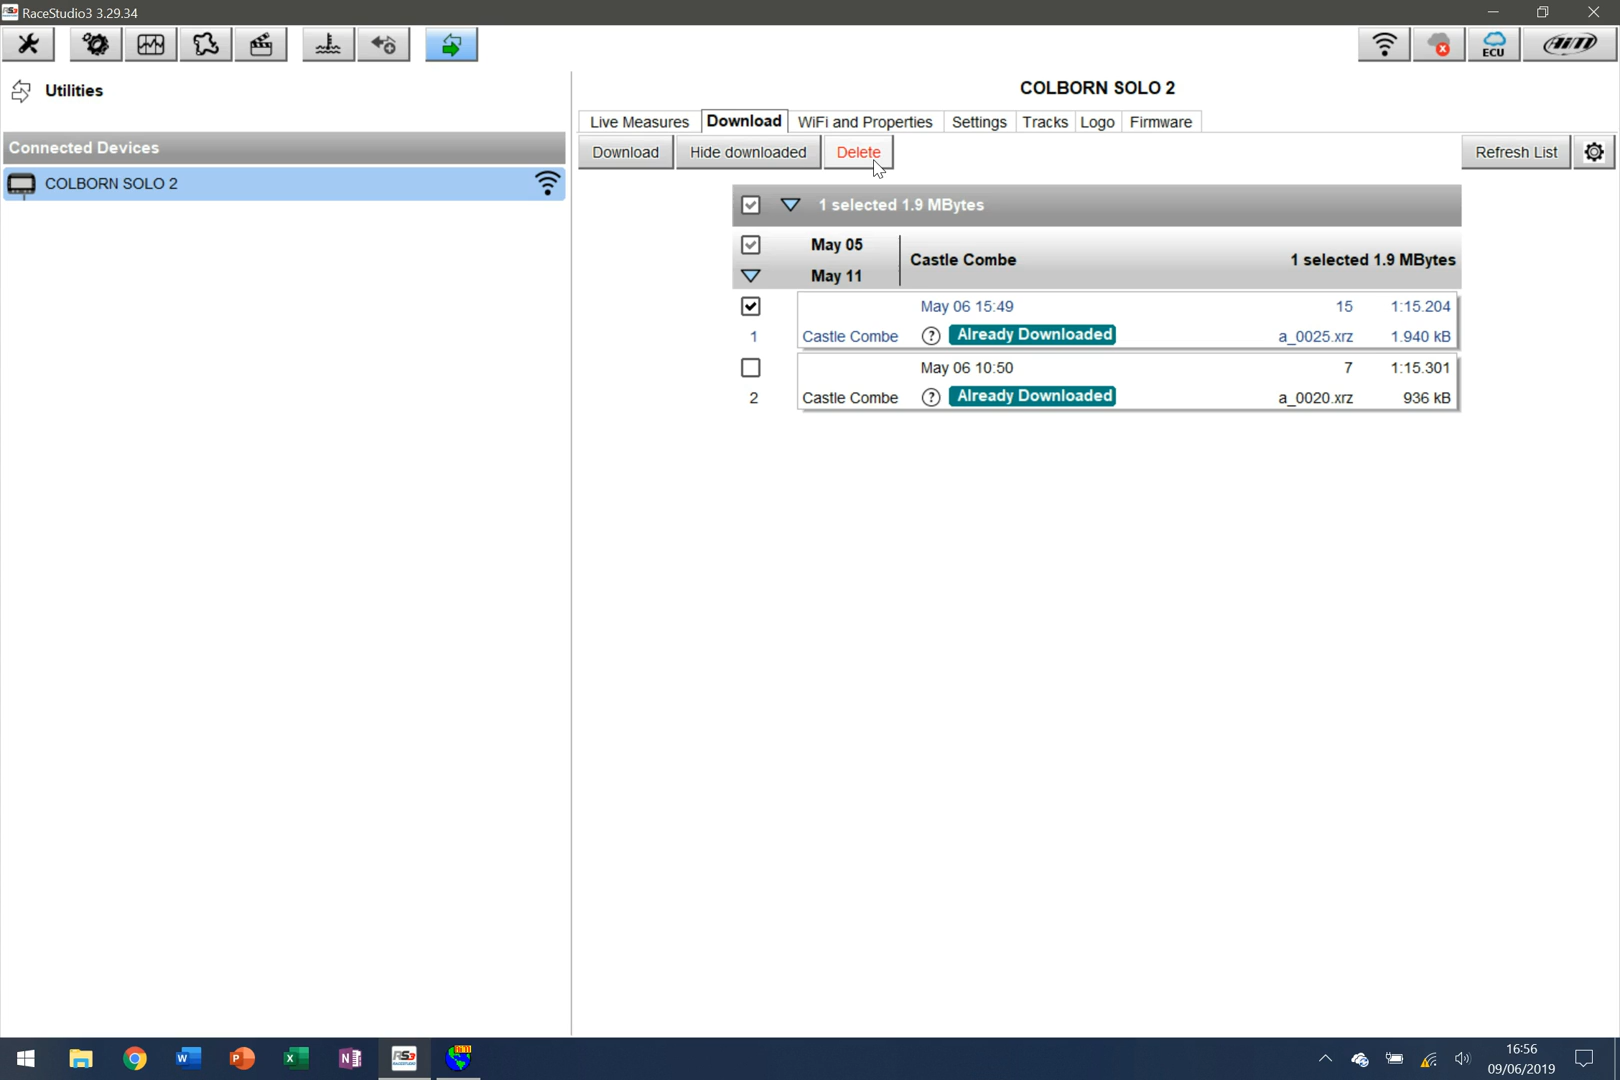 RaceStudio3 3.29.34
ECU
AiM
Utilities
COLBORN SOLO 2
Live Measures Download WiFi and Properties Settings Tracks Logo Firmware
Connected Devices
Download Hide downloaded Delete Refresh List
COLBORN SOLO 2
1 selected 1.9 MBytes
May 05
Castle Combe 1 selected 1.9 MBytes
May 11
May 06 15:49 15 1:15.204
1 Castle Combe ? Already Downloaded a_0025.xrz 1.940 kB
May 06 10:50 7 1:15.301
2 Castle Combe ? Already Downloaded a_0020.xrz 936 kB
16:56
09/06/2019